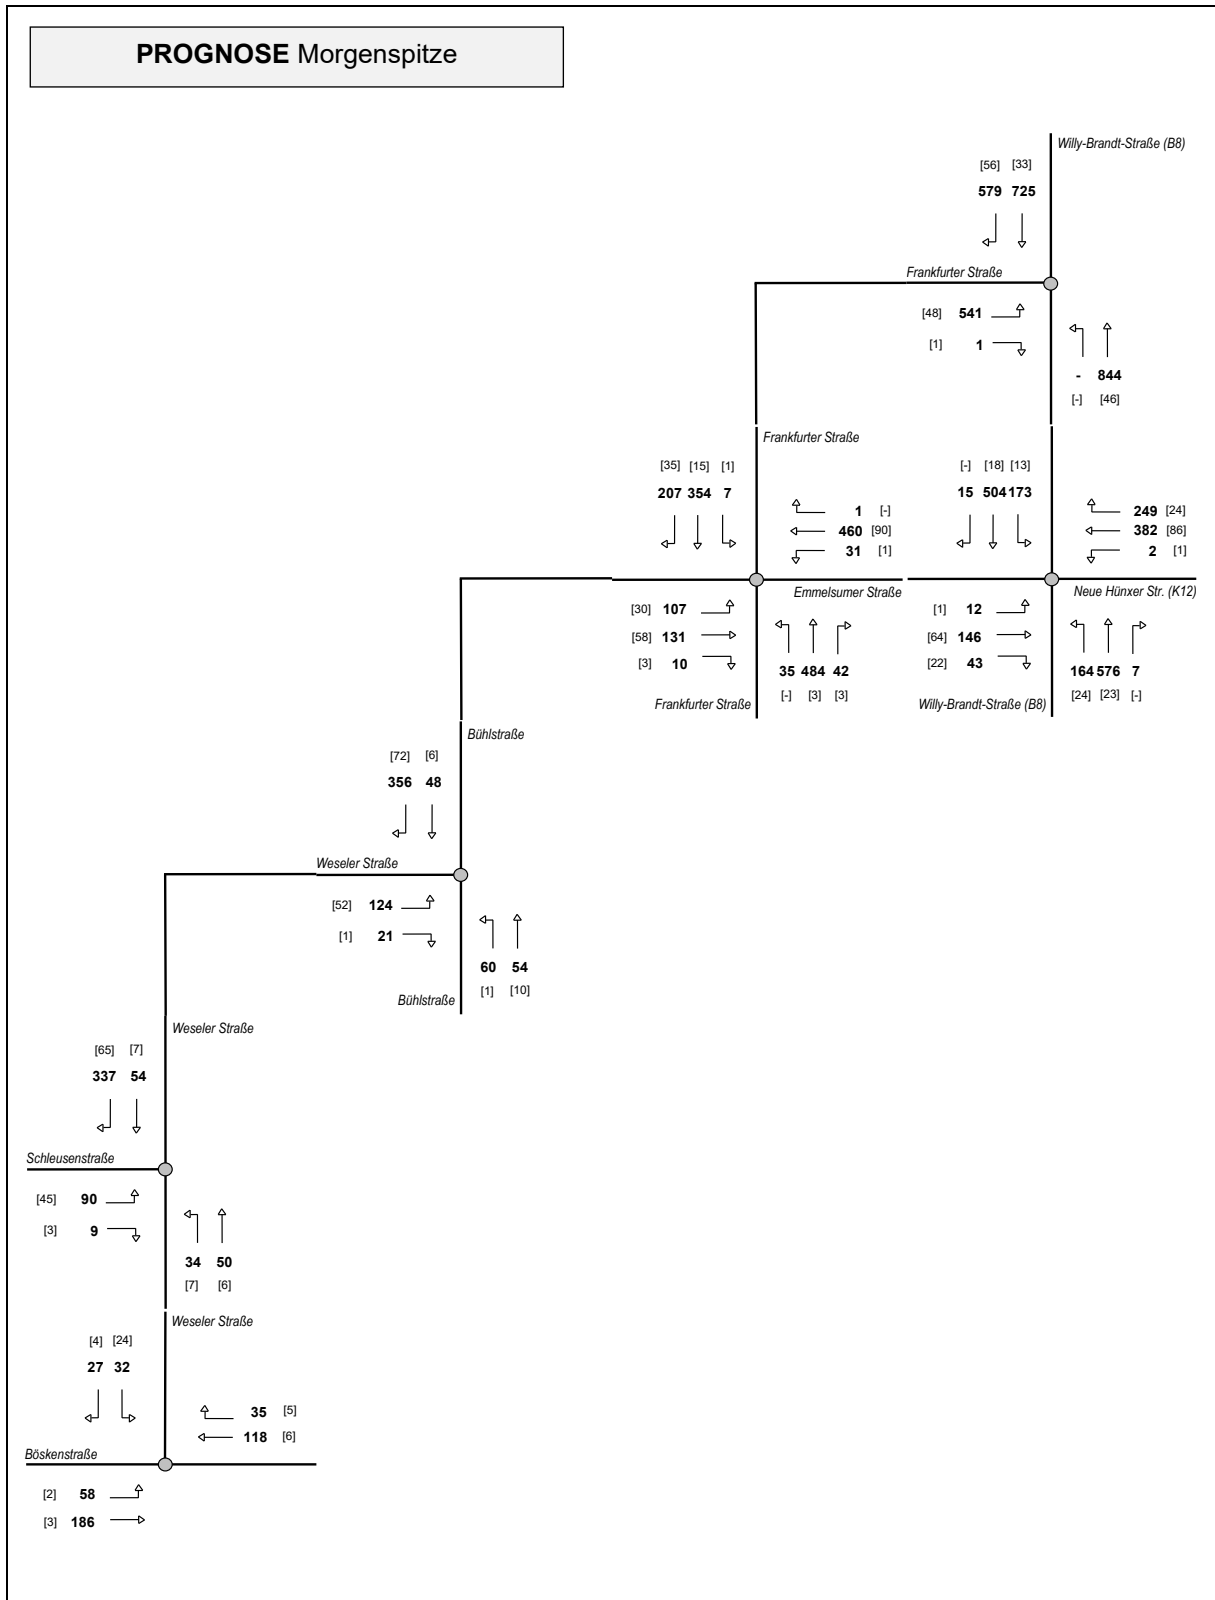 PROGNOSE Morgenspitze
Willy-Brandt-Straße (B8)
[56] [33]
579 725
Frankfurter Straße
[48] 541
[1] 1
- 844
[-] [46]
Frankfurter Straße
[35] [15] [1]
207 354 7
1 [-]
460 [90]
31 [1]
[-] [18] [13]
15 504 173
249 [24]
382 [86]
2 [1]
Emmelsumer Straße
Neue Hünxer Str. (K12)
[30] 107
[58] 131
[3] 10
35 484 42
[-] [3] [3]
Frankfurter Straße
[1] 12
[64] 146
[22] 43
164 576 7
[24] [23] [-]
Willy-Brandt-Straße (B8)
Bühlstraße
[72] [6]
356 48
Weseler Straße
[52] 124
[1] 21
60 54
[1] [10]
Bühlstraße
Weseler Straße
[65] [7]
337 54
Schleusenstraße
[45] 90
[3] 9
34 50
[7] [6]
Weseler Straße
[4] [24]
27 32
35 [5]
118 [6]
Böskenstraße
[2] 58
[3] 186